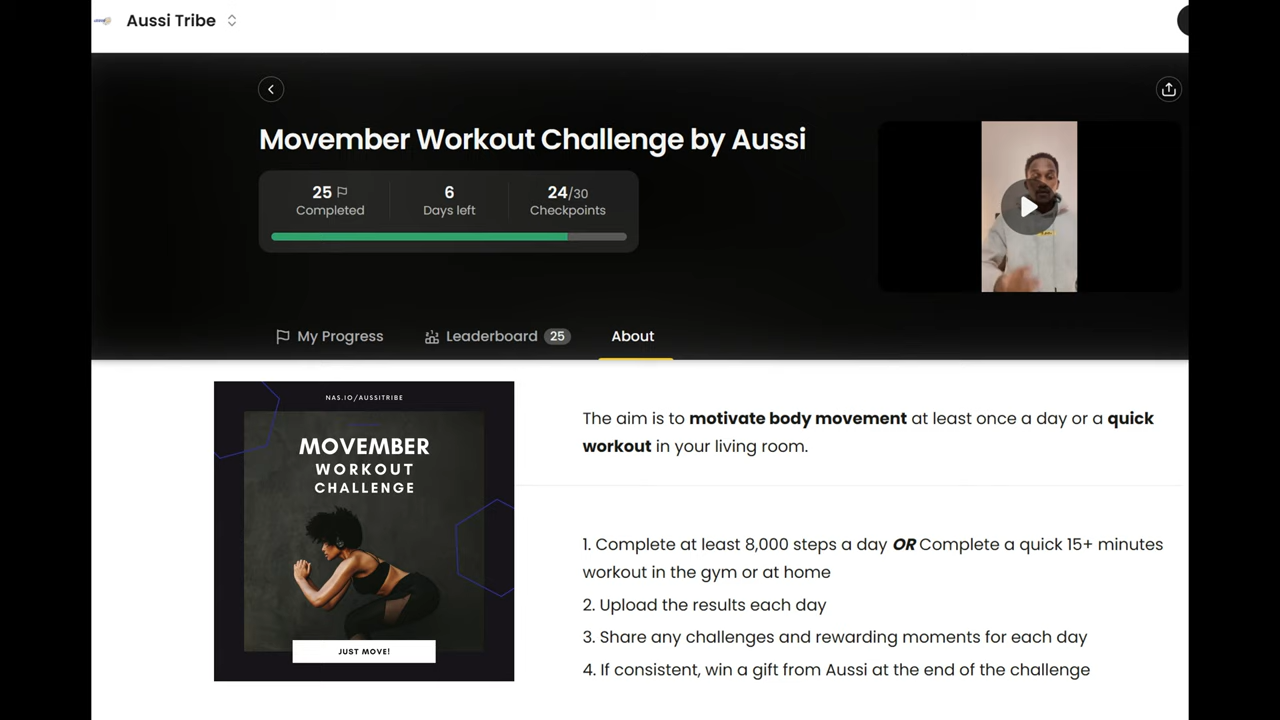 Aussi Tribe
Movember Workout Challenge by Aussi
25
Completed
6
Days left
24/30
Checkpoints
My Progress
Leaderboard 25
About
NAS.IO/AUSSITRIBE
MOVEMBER
WORKOUT
CHALLENGE
JUST MOVE!
The aim is to motivate body movement at least once a day or a quick
workout in your living room.
1. Complete at least 8,000 steps a day OR Complete a quick 15+ minutes
workout in the gym or at home
2. Upload the results each day
3. Share any challenges and rewarding moments for each day
4. If consistent, win a gift from Aussi at the end of the challenge